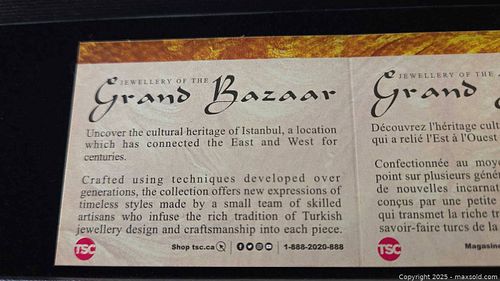 JEWELLERY OF THE
Grand Bazaar
Uncover the cultural heritage of Istanbul, a location
which has connected the East and West for
centuries.
Crafted using techniques developed over
generations, the collection offers new expressions of
timeless styles made by a small team of skilled
artisans who infuse the rich tradition of Turkish
jewellery design and craftsmanship into each piece.
TSC
Shop tsc.ca | 1-888-2020-888
JEWELLERY OF THE
Grand
Découvrez l'héritage cult
qui a relié l'Est à l'Ouest
Confectionnée au moy
point sur plusieurs génér
de nouvelles incarnat
conçus par une petite
qui transmet la riche tr
savoir-faire turcs de la
TSC
Magasine
Copyright 2025 - maxsold.com